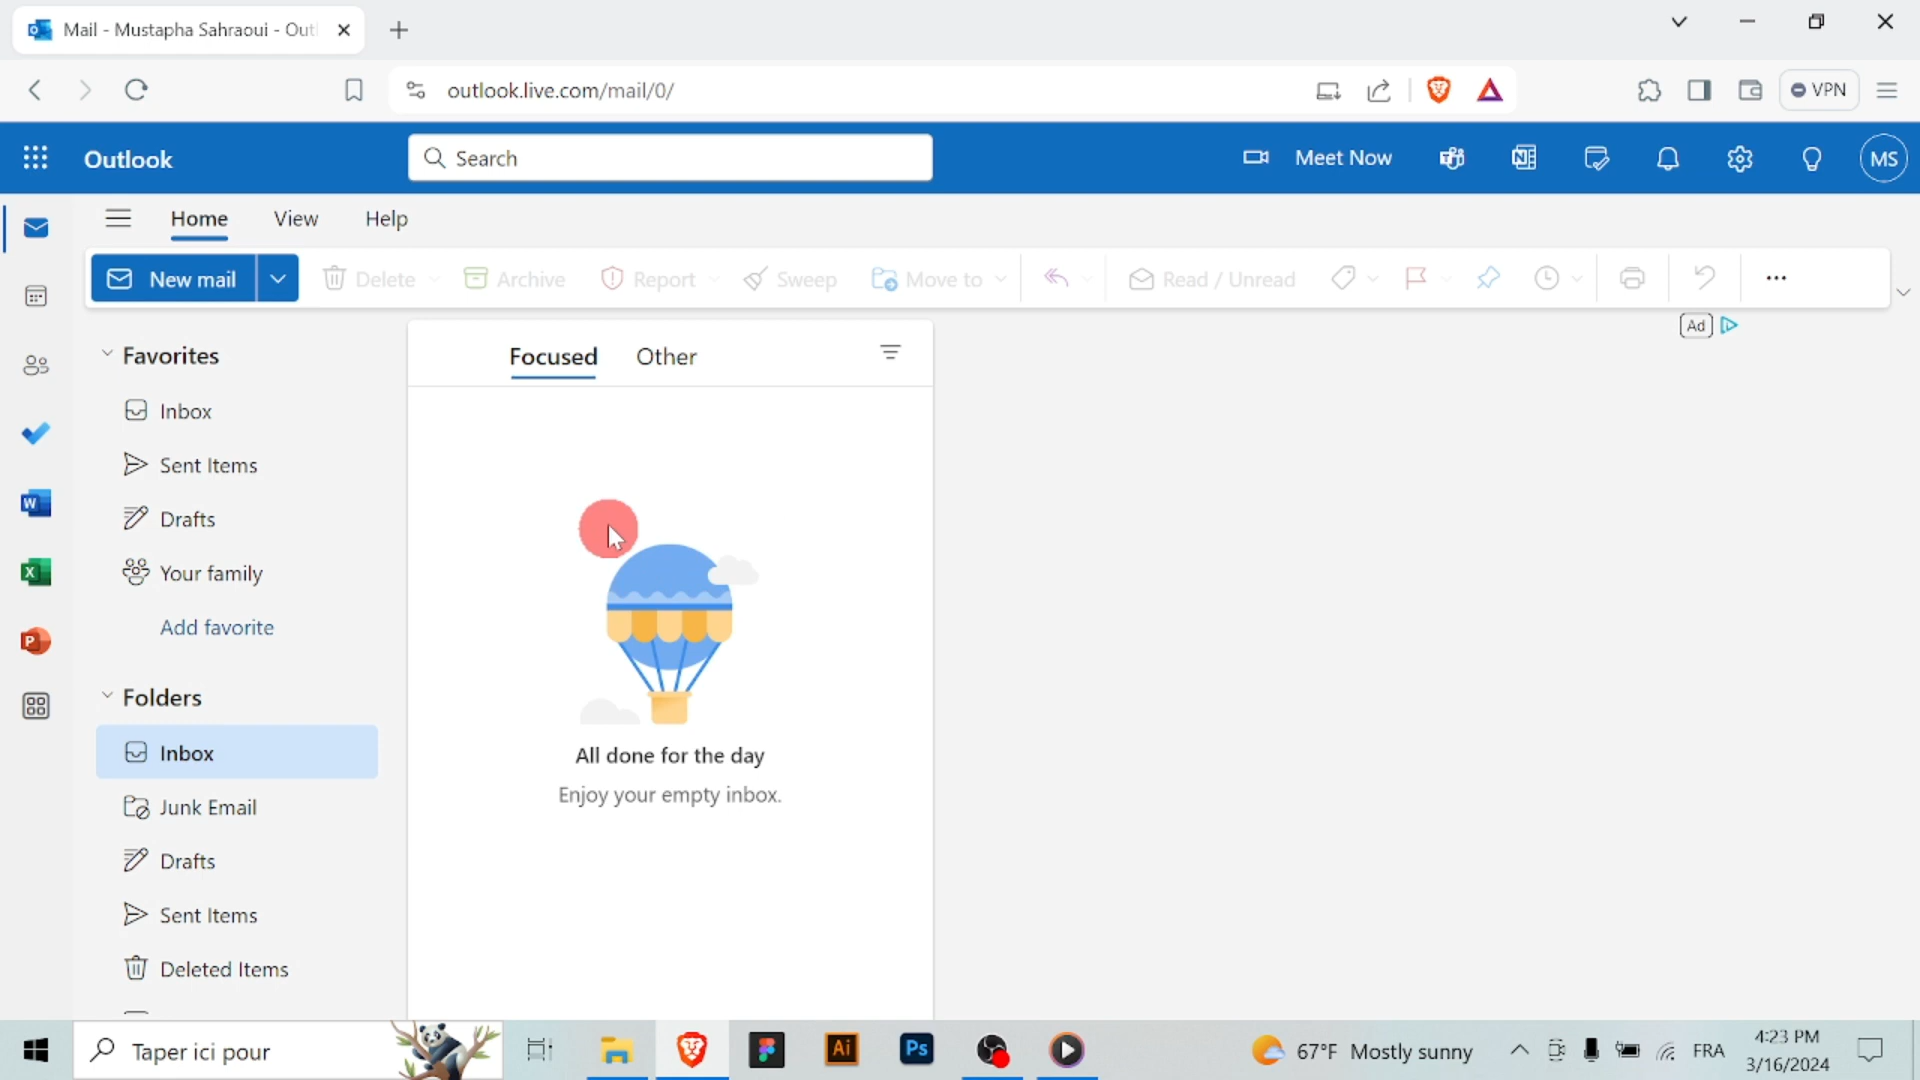 Mail - Mustapha Sahraoui - Out
outlook.live.com/mail/0/
VPN
Outlook
Search
Meet Now
MS
Home View Help
New mail Delete Archive Report Sweep Move to Read / Unread
Ad
Favorites
Inbox
Sent Items
Drafts
Your family
Add favorite
Folders
Inbox
Junk Email
Drafts
Sent Items
Deleted Items
Focused Other
All done for the day
Enjoy your empty inbox.
Taper ici pour
Ai
Ps
67°F Mostly sunny
FRA
4:23 PM
3/16/2024